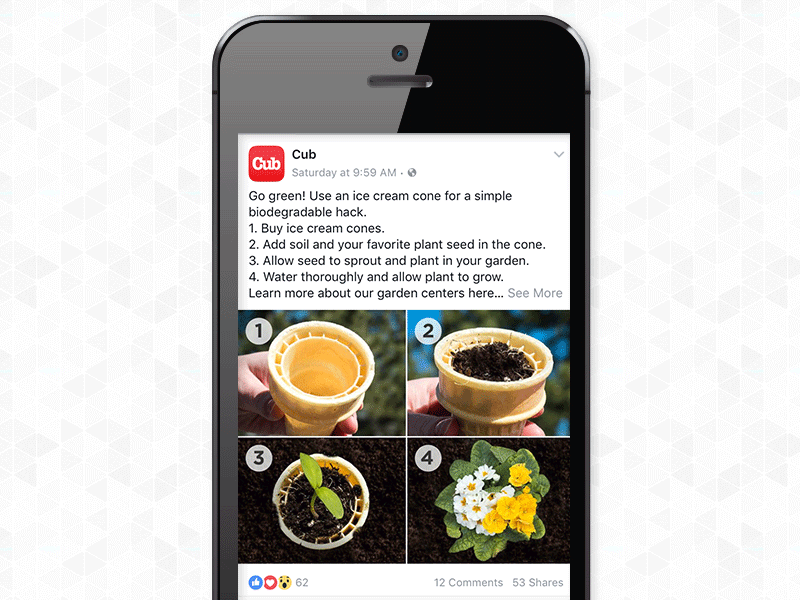 Cub
Cub
Saturday at 9:59 AM ·
Go green! Use an ice cream cone for a simple
biodegradable hack.
1. Buy ice cream cones.
2. Add soil and your favorite plant seed in the cone.
3. Allow seed to sprout and plant in your garden.
4. Water thoroughly and allow plant to grow.
Learn more about our garden centers here... See More
1
2
3
4
62
12 Comments 53 Shares